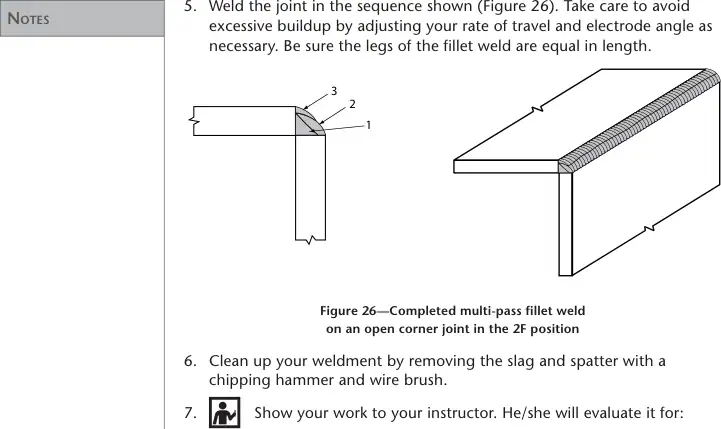 NOTES
5. Weld the joint in the sequence shown (Figure 26). Take care to avoid
excessive buildup by adjusting your rate of travel and electrode angle as
necessary. Be sure the legs of the fillet weld are equal in length.
3
2
1
Figure 26—Completed multi-pass fillet weld
on an open corner joint in the 2F position
6. Clean up your weldment by removing the slag and spatter with a
chipping hammer and wire brush.
7. Show your work to your instructor. He/she will evaluate it for: